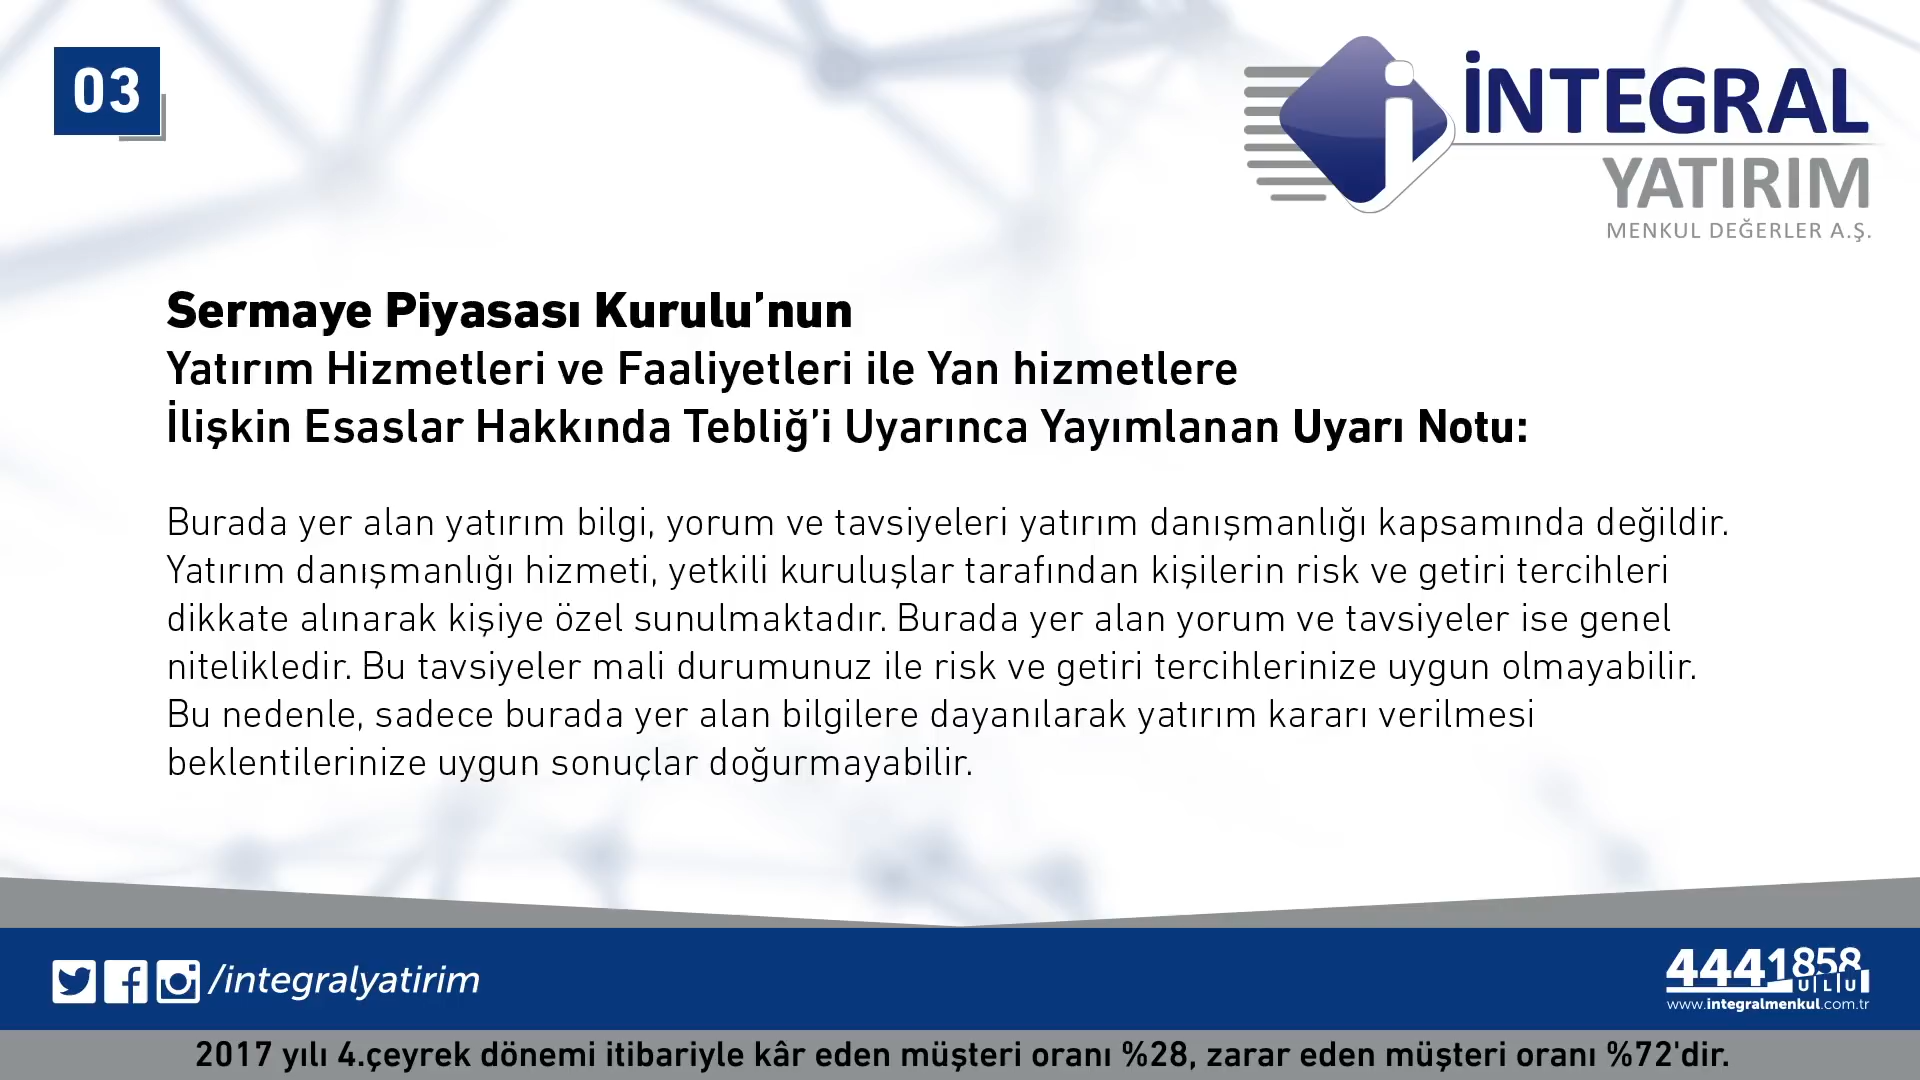 03
İNTEGRAL
YATIRIM
MENKUL DEĞERLER A.Ş.
Sermaye Piyasası Kurulu’nun
Yatırım Hizmetleri ve Faaliyetleri ile Yan hizmetlere
İlişkin Esaslar Hakkında Tebliğ’i Uyarınca Yayımlanan Uyarı Notu:
Burada yer alan yatırım bilgi, yorum ve tavsiyeleri yatırım danışmanlığı kapsamında değildir.
Yatırım danışmanlığı hizmeti, yetkili kuruluşlar tarafından kişilerin risk ve getiri tercihleri
dikkate alınarak kişiye özel sunulmaktadır. Burada yer alan yorum ve tavsiyeler ise genel
nitelikledir. Bu tavsiyeler mali durumunuz ile risk ve getiri tercihlerinize uygun olmayabilir.
Bu nedenle, sadece burada yer alan bilgilere dayanılarak yatırım kararı verilmesi
beklentilerinize uygun sonuçlar doğurmayabilir.
/integralyatirim
4441858
U|L|U
www.integralmenkul.com.tr
2017 yılı 4.çeyrek dönemi itibariyle kâr eden müşteri oranı %28, zarar eden müşteri oranı %72'dir.